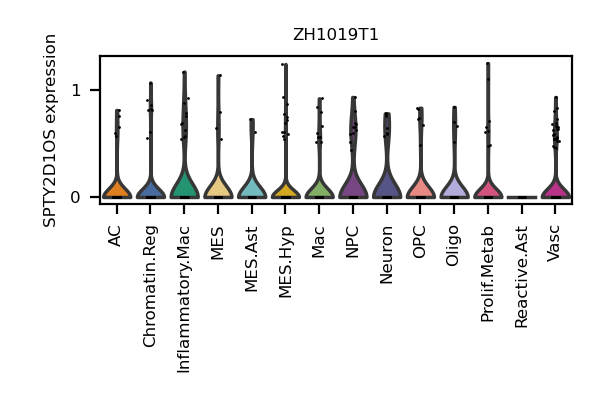 ZH1019T1
SPTY2D1OS expression
1
0
AC
Chromatin.Reg
Inflammatory.Mac
MES
MES.Ast
MES.Hyp
Mac
NPC
Neuron
OPC
Oligo
Prolif.Metab
Reactive.Ast
Vasc